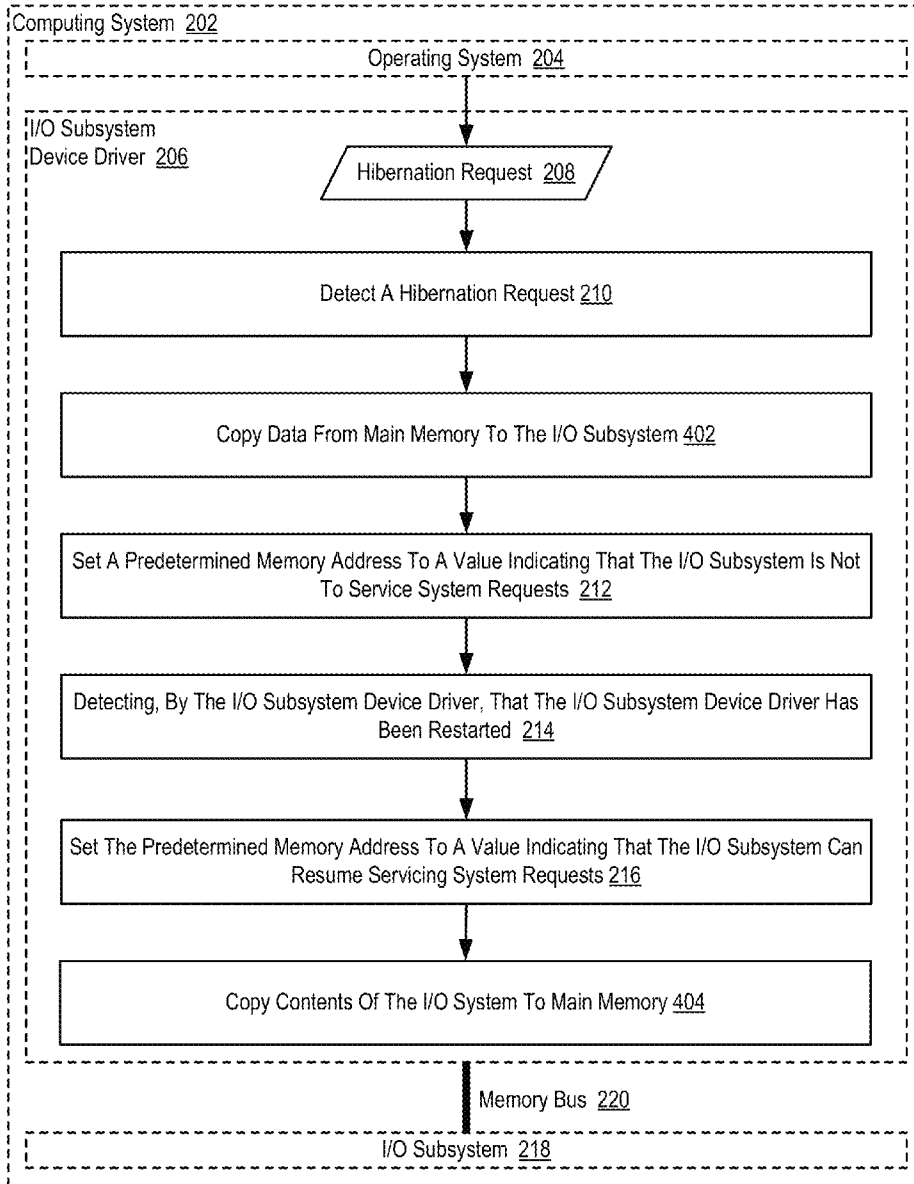 Computing System 202
Operating System 204
I/O Subsystem
Device Driver 206
Hibernation Request 208
Detect A Hibernation Request 210
Copy Data From Main Memory To The I/O Subsystem 402
Set A Predetermined Memory Address To A Value Indicating That The I/O Subsystem Is Not
To Service System Requests 212
Detecting, By The I/O Subsystem Device Driver, That The I/O Subsystem Device Driver Has
Been Restarted 214
Set The Predetermined Memory Address To A Value Indicating That The I/O Subsystem Can
Resume Servicing System Requests 216
Copy Contents Of The I/O System To Main Memory 404
Memory Bus 220
I/O Subsystem 218